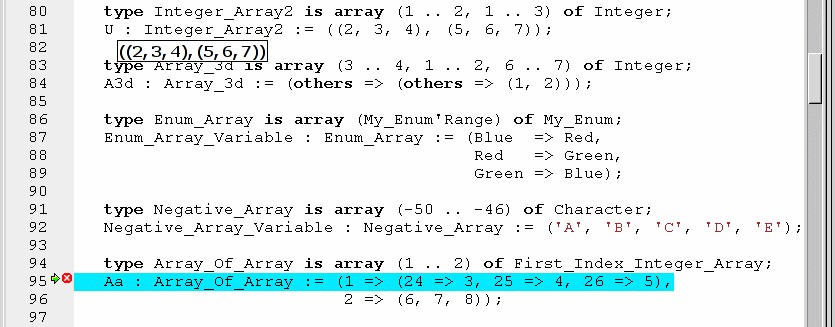 80 type Integer_Array2 is array (1 .. 2, 1 .. 3) of Integer;
81 U : Integer_Array2 := ((2, 3, 4), (5, 6, 7));
82 ((2, 3, 4), (5, 6, 7))
83 type Array_3d is array (3 .. 4, 1 .. 2, 6 .. 7) of Integer;
84 A3d : Array_3d := (others => (others => (1, 2)));
85
86 type Enum_Array is array (My_Enum'Range) of My_Enum;
87 Enum_Array_Variable : Enum_Array := (Blue => Red,
88 Red => Green,
89 Green => Blue);
90
91 type Negative_Array is array (-50 .. -46) of Character;
92 Negative_Array_Variable : Negative_Array := ('A', 'B', 'C', 'D', 'E');
93
94 type Array_Of_Array is array (1 .. 2) of First_Index_Integer_Array;
95 Aa : Array_Of_Array := (1 => (24 => 3, 25 => 4, 26 => 5),
96 2 => (6, 7, 8));
97